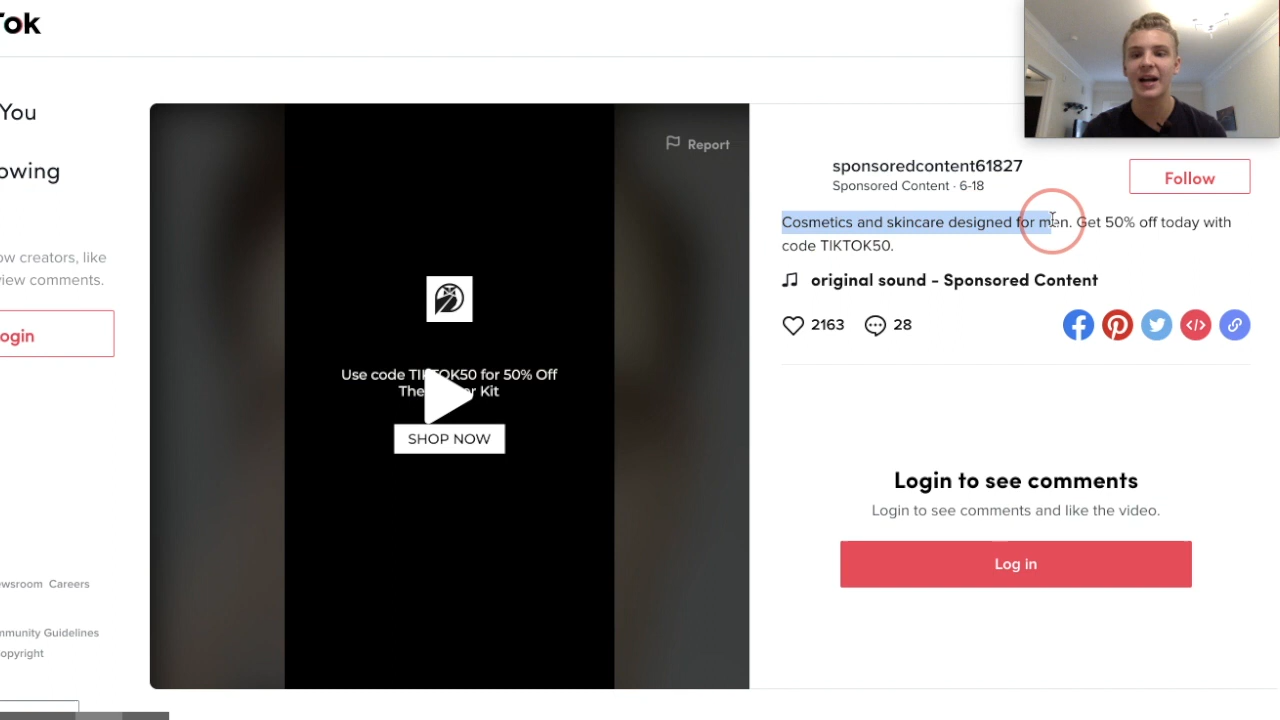 Tok
You
owing
ow creators, like
view comments.
ogin
ewsroom Careers
mmunity Guidelines
opyright
Report
Use code TIKTOK50 for 50% Off
The Kit
SHOP NOW
sponsoredcontent61827
Sponsored Content · 6-18
Follow
Cosmetics and skincare designed for men. Get 50% off today with
code TIKTOK50.
original sound - Sponsored Content
2163 28
Login to see comments
Login to see comments and like the video.
Log in